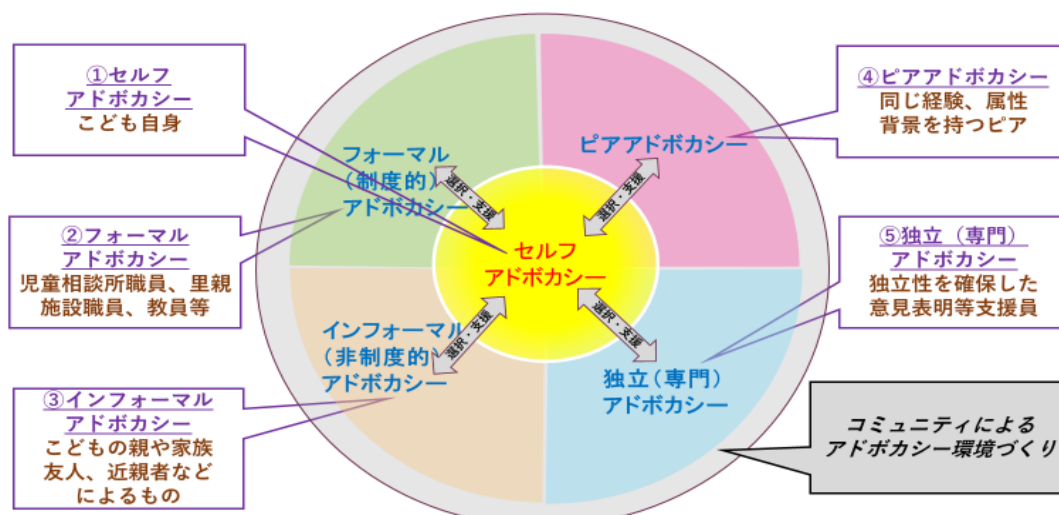 ①セルフ
アドボカシー
こども自身
②フォーマル
アドボカシー
児童相談所職員、里親
施設職員、教員等
③インフォーマル
アドボカシー
こどもの親や家族
友人、近親者など
によるもの
フォーマル
(制度的)
アドボカシー
ピアアドボカシー
選択・支援
選択・支援
セルフ
アドボカシー
選択・支援
選択・支援
インフォーマル
(非制度的)
アドボカシー
独立(専門)
アドボカシー
④ピアアドボカシー
同じ経験、属性
背景を持つピア
⑤独立(専門)
アドボカシー
独立性を確保した
意見表明等支援員
コミュニティによる
アドボカシー環境づくり